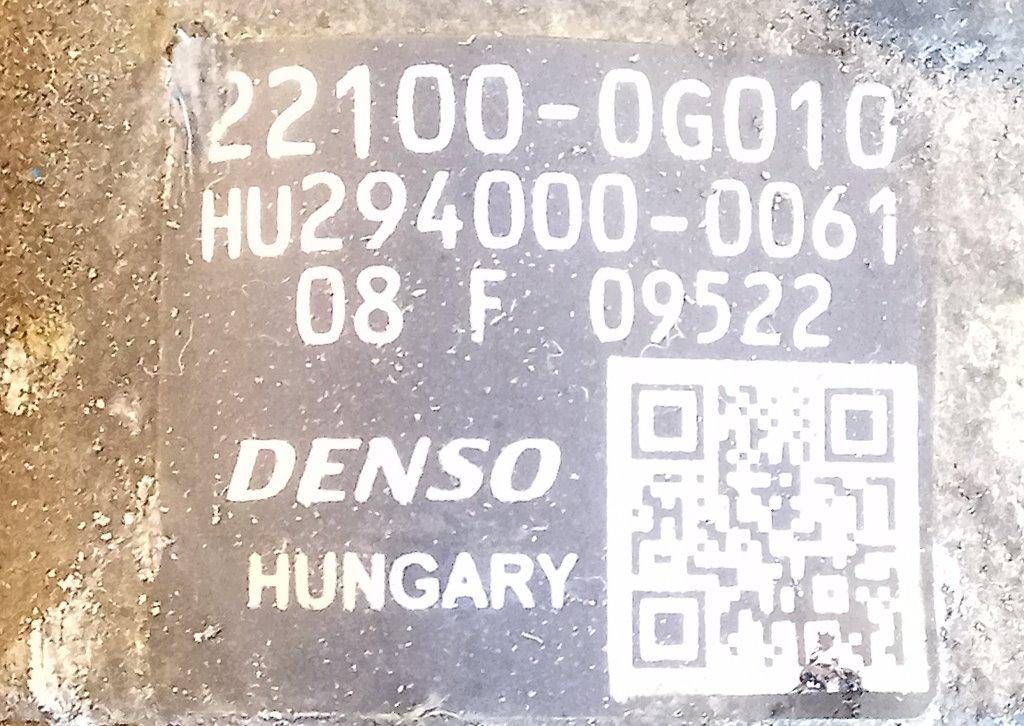 22100-0G010
HU294000-0061
08 F 09522
DENSO
HUNGARY